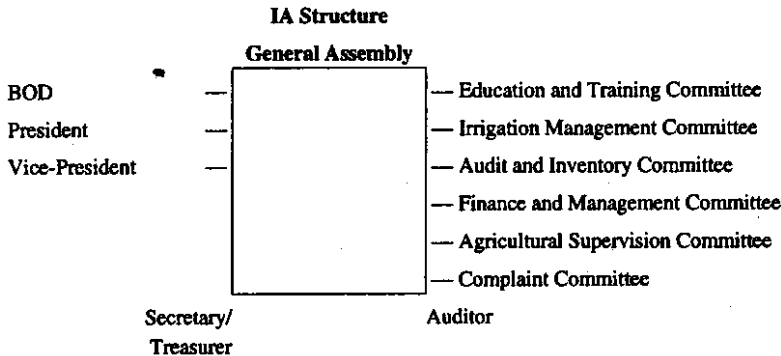 IA Structure
General Assembly
BOD — — Education and Training Committee
President — — Irrigation Management Committee
Vice-President — — Audit and Inventory Committee
— Finance and Management Committee
— Agricultural Supervision Committee
— Complaint Committee
Secretary/ Auditor
Treasurer